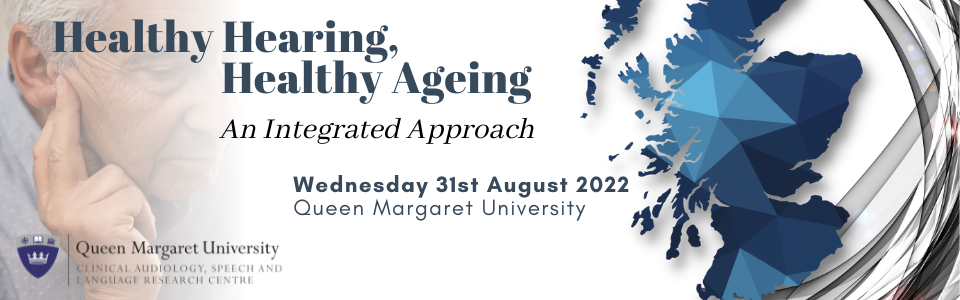 Healthy Hearing,
Healthy Ageing
An Integrated Approach
Wednesday 31st August 2022
Queen Margaret University
Queen Margaret University
CLINICAL AUDIOLOGY, SPEECH AND
LANGUAGE RESEARCH CENTRE